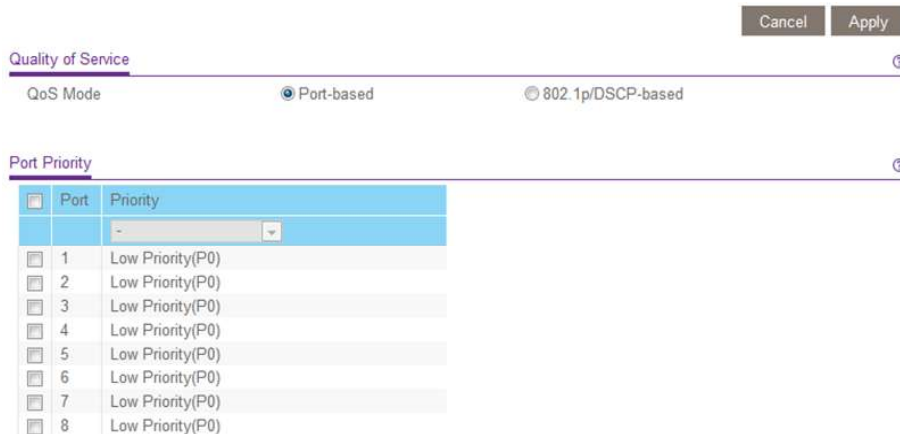 Cancel Apply
Quality of Service
QoS Mode Port-based 802.1p/DSCP-based
Port Priority
Port Priority
-
1 Low Priority(P0)
2 Low Priority(P0)
3 Low Priority(P0)
4 Low Priority(P0)
5 Low Priority(P0)
6 Low Priority(P0)
7 Low Priority(P0)
8 Low Priority(P0)